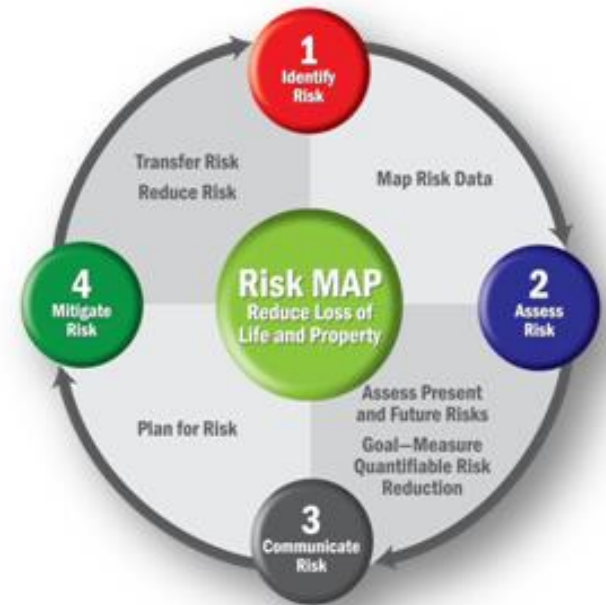 1
Identify
Risk
Transfer Risk
Reduce Risk
Map Risk Data
4
Mitigate
Risk
Risk MAP
Reduce Loss of
Life and Property
2
Assess
Risk
Plan for Risk
Assess Present
and Future Risks
Goal—Measure
Quantifiable Risk
Reduction
3
Communicate
Risk